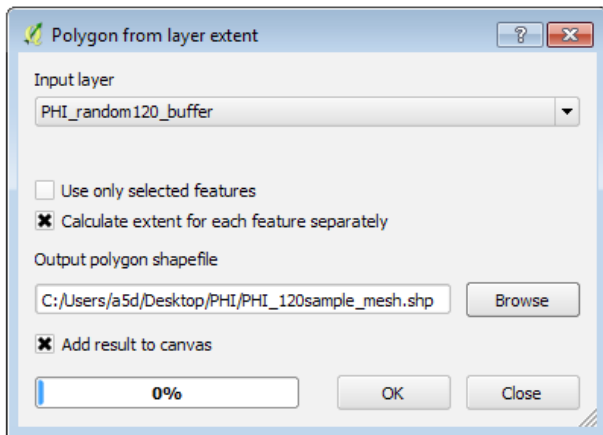 Polygon from layer extent
Input layer
PHI_random120_buffer
Use only selected features
Calculate extent for each feature separately
Output polygon shapefile
C:/Users/a5d/Desktop/PHI/PHI_120sample_mesh.shp Browse
Add result to canvas
0% OK Close